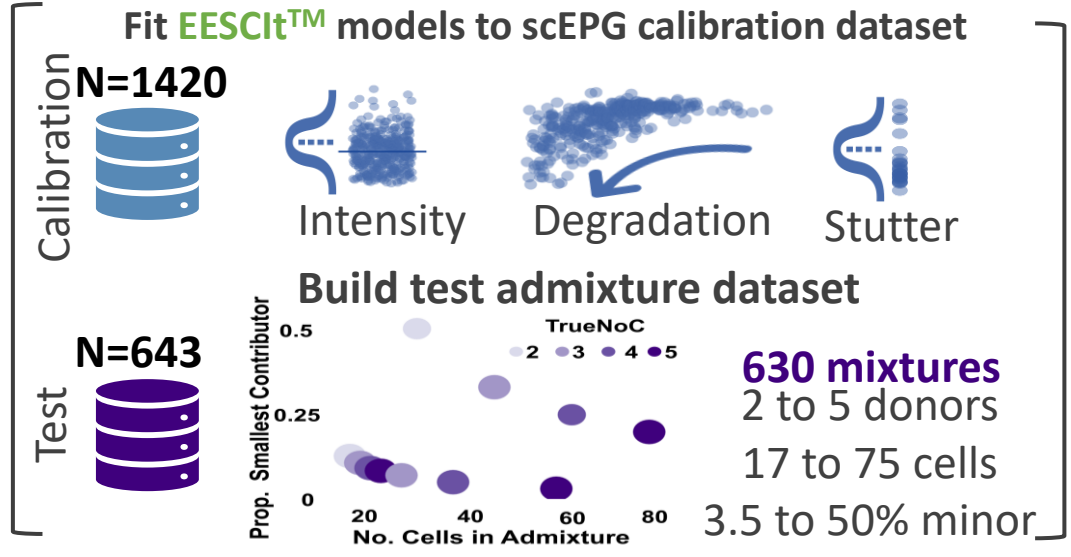 Fit EESCIt™ models to scEPG calibration dataset
Calibration
N=1420
Intensity
Degradation
Stutter
Build test admixture dataset
Test
N=643
Prop. Smallest Contributor
0.5
0.25
0
TrueNoC
2 3 4 5
20 40 60 80
No. Cells in Admixture
630 mixtures
2 to 5 donors
17 to 75 cells
3.5 to 50% minor